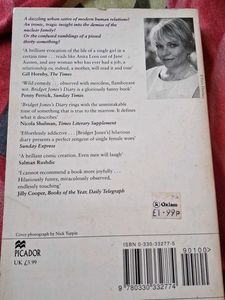 A dazzling urban satire of modern human relations?
An ironic, tragic insight into the demise of the
nuclear family?
Or the confused ramblings of a pissed
thirty-something?
'A brilliant evocation of the life of a single girl in a
certain time . . . reads like Anita Loos out of Jane
Austen, and any woman who has ever had a job, a
relationship or, indeed, a mother, will read it and roar'
Gill Hornby, The Times
'Wild comedy . . . observed with merciless, flamboyant
wit. Bridget Jones's Diary is a gloriously funny book'
Penny Perrick, Sunday Times
'Bridget Jones's Diary rings with the unmistakable
tone of something that is true to the marrow. It defines
what it describes'
Nicola Shulman, Times Literary Supplement
'Effortlessly addictive . . . [Bridget Jones's] hilarious
diary presents a perfect zeitgeist of single female woes'
Sunday Express
'A brilliant comic creation. Even men will laugh'
Salman Rushdie
'I cannot recommend a book more joyfully . . .
Hilariously funny, miraculously observed,
endlessly touching'
Jilly Cooper, Books of the Year, Daily Telegraph
Oxfam
£1.99p
Cover photograph by Nick Turpin
PICADOR
UK £5.99
ISBN 0-330-33277-5
90100
9 780330 332774